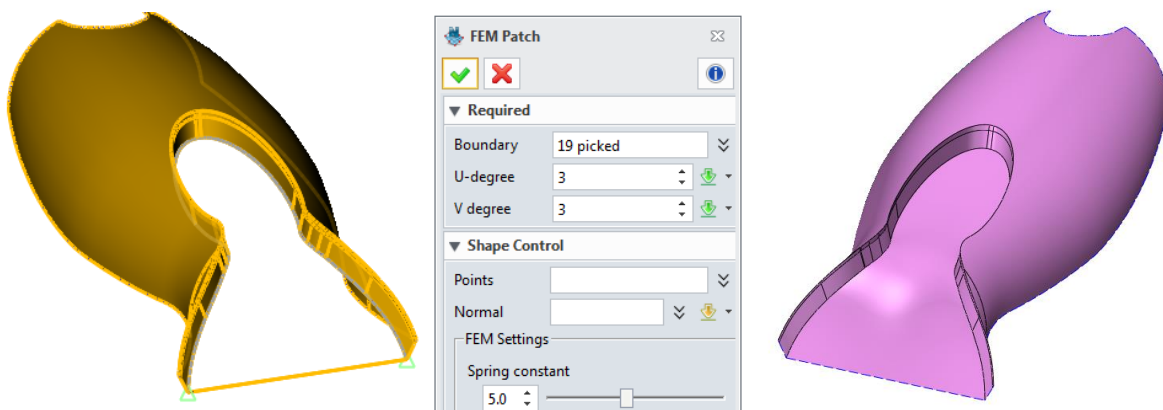 FEM Patch
Required
Boundary 19 picked
U-degree 3
V degree 3
Shape Control
Points
Normal
FEM Settings
Spring constant
5.0